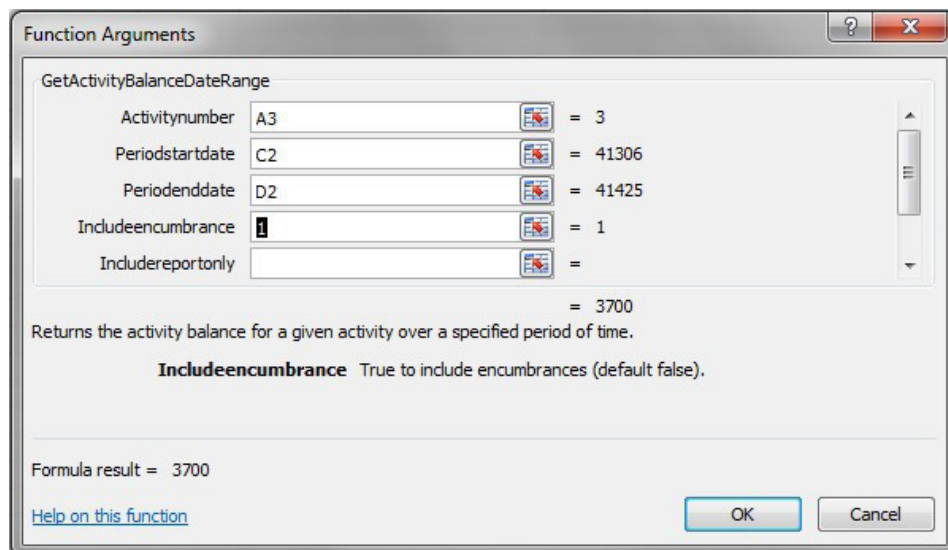 Function Arguments
GetActivityBalanceDateRange
Activitynumber A3 = 3
Periodstartdate C2 = 41306
Periodenddate D2 = 41425
Includeencumbrance 1 = 1
Includereportonly =
= 3700
Returns the activity balance for a given activity over a specified period of time.
Includeencumbrance True to include encumbrances (default false).
Formula result = 3700
Help on this function OK Cancel